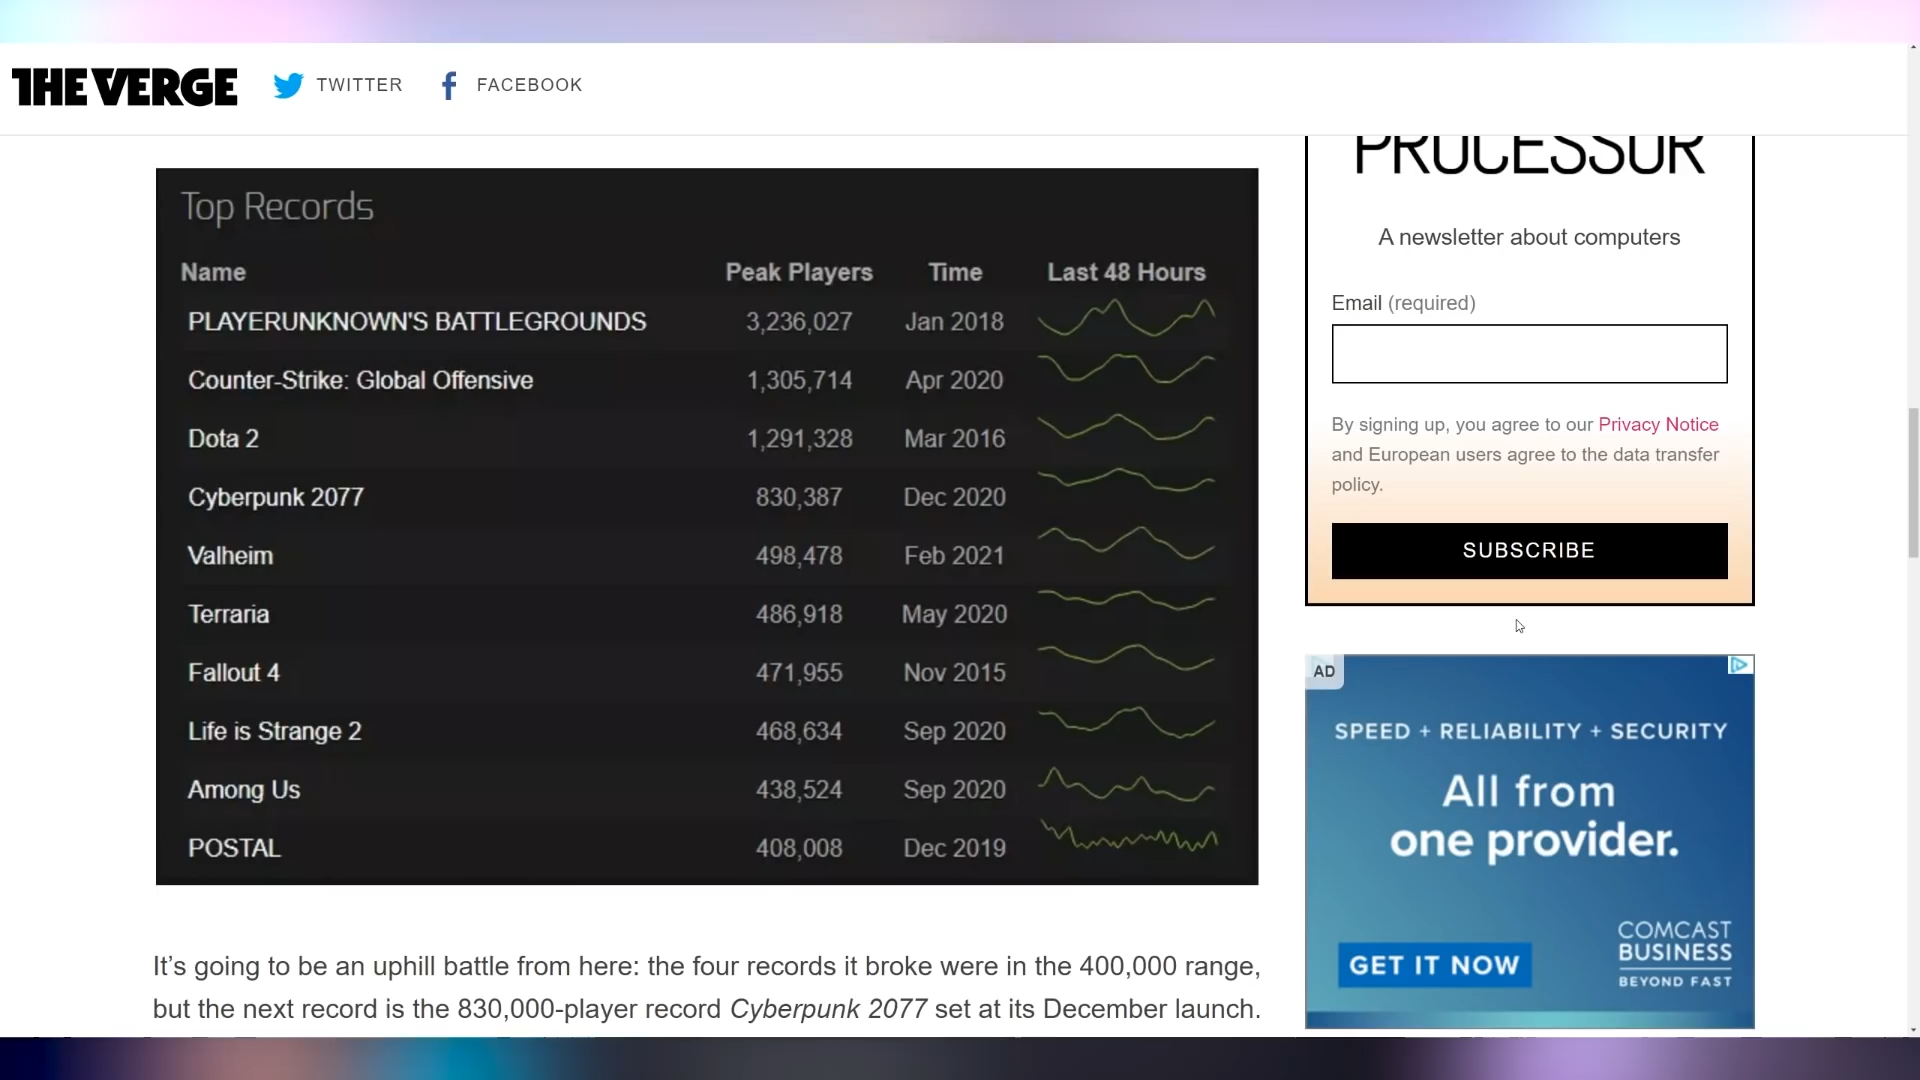 THE VERGE TWITTER FACEBOOK
Top Records
Name Peak Players Time Last 48 Hours
PLAYERUNKNOWN'S BATTLEGROUNDS 3,236,027 Jan 2018
Counter-Strike: Global Offensive 1,305,714 Apr 2020
Dota 2 1,291,328 Mar 2016
Cyberpunk 2077 830,387 Dec 2020
Valheim 498,478 Feb 2021
Terraria 486,918 May 2020
Fallout 4 471,955 Nov 2015
Life is Strange 2 468,634 Sep 2020
Among Us 438,524 Sep 2020
POSTAL 408,008 Dec 2019
It's going to be an uphill battle from here: the four records it broke were in the 400,000 range,
but the next record is the 830,000-player record Cyberpunk 2077 set at its December launch.
PROCESSOR
A newsletter about computers
Email (required)
By signing up, you agree to our Privacy Notice
and European users agree to the data transfer
policy.
SUBSCRIBE
AD
SPEED + RELIABILITY + SECURITY
All from
one provider.
GET IT NOW
COMCAST
BUSINESS
BEYOND FAST